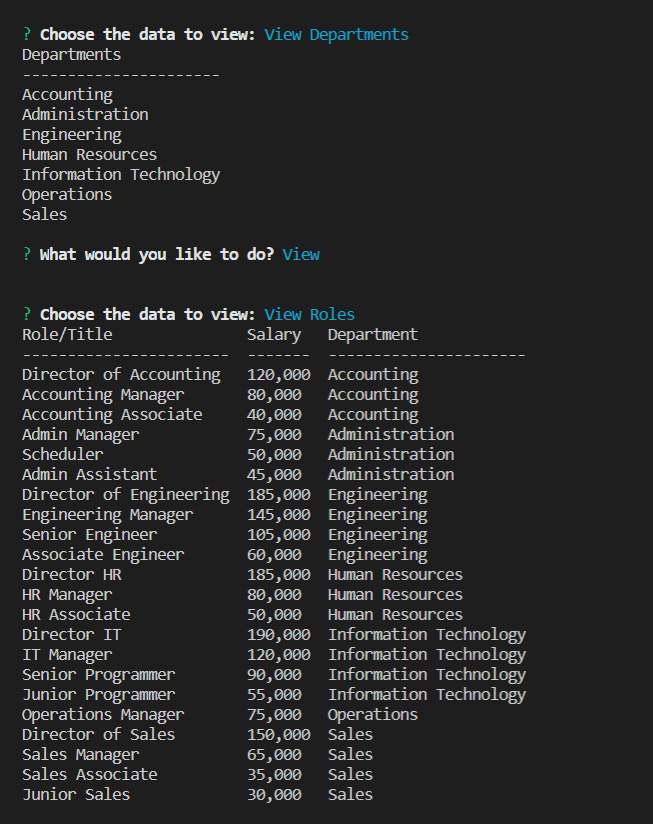 ? Choose the data to view: View Departments
Departments
----------------------
Accounting
Administration
Engineering
Human Resources
Information Technology
Operations
Sales
? What would you like to do? View
? Choose the data to view: View Roles
Role/Title               Salary   Department
-----------------------  -------  ----------------------
Director of Accounting   120,000  Accounting
Accounting Manager       80,000   Accounting
Accounting Associate     40,000   Accounting
Admin Manager            75,000   Administration
Scheduler                50,000   Administration
Admin Assistant          45,000   Administration
Director of Engineering  185,000  Engineering
Engineering Manager      145,000  Engineering
Senior Engineer          105,000  Engineering
Associate Engineer       60,000   Engineering
Director HR              185,000  Human Resources
HR Manager               80,000   Human Resources
HR Associate             50,000   Human Resources
Director IT              190,000  Information Technology
IT Manager               120,000  Information Technology
Senior Programmer        90,000   Information Technology
Junior Programmer        55,000   Information Technology
Operations Manager       75,000   Operations
Director of Sales        150,000  Sales
Sales Manager            65,000   Sales
Sales Associate          35,000   Sales
Junior Sales             30,000   Sales